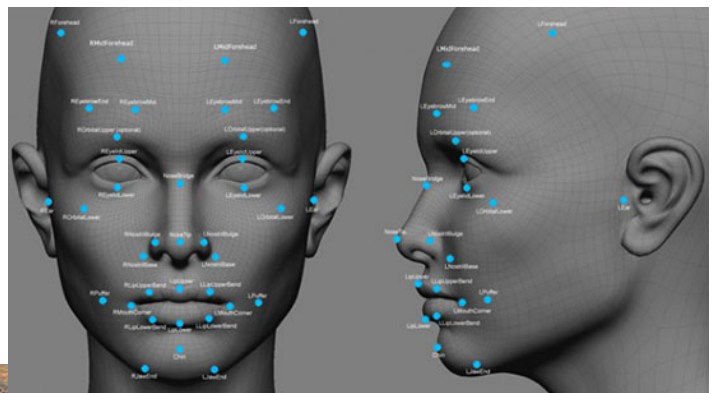 RForehead
LForehead
RMidForehead
LMidForehead
REyebrowEnd
REyebrowMid
LEyebrowMid
LEyebrowEnd
ROrbitalUpper(optional)
LOrbitalUpper(optional)
REyelidUpper
LEyelidUpper
NoseBridge
REyelidLower
LEyelidLower
REar
ROrbitalLower
LOrbitalLower
LEar
RNostrilBulge
NoseTip
LNostrilBulge
RNostrilBase
LNostrilBase
LipUpper
RLipUpperBend
LLipUpperBend
RPuffer
LPuffer
RMouthCorner
LMouthCorner
RLipLowerBend
LipLower
LLipLowerBend
Chin
RJawEnd
LJawEnd
LForehead
LMidForehead
LEyebrowMid
LEyebrowEnd
LOrbitalUpper(optional)
LEyelidUpper
NoseBridge
LEyelidLower
LOrbitalLower
LEar
NoseTip
LNostrilBulge
LNostrilBase
LipUpper
LLipUpperBend
LPuffer
LMouthCorner
LipLower
LLipLowerBend
Chin
LJawEnd